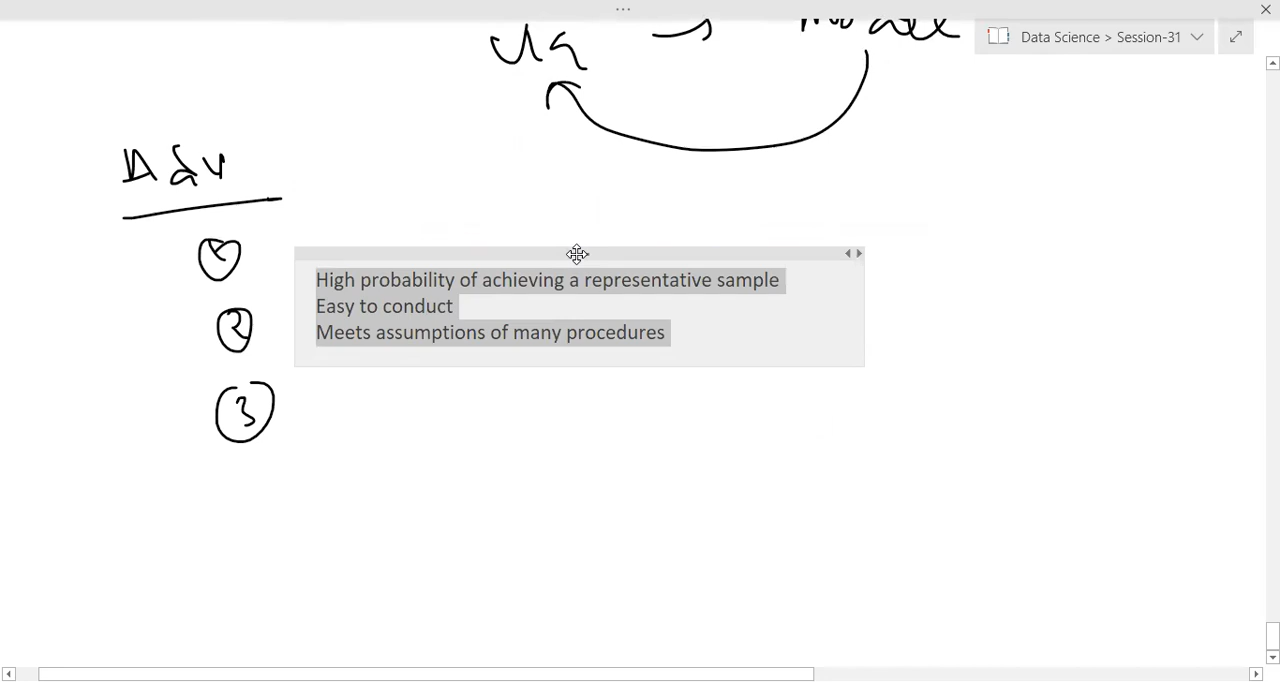 Data Science > Session-31
Adv
1
High probability of achieving a representative sample
Easy to conduct
2
Meets assumptions of many procedures
3